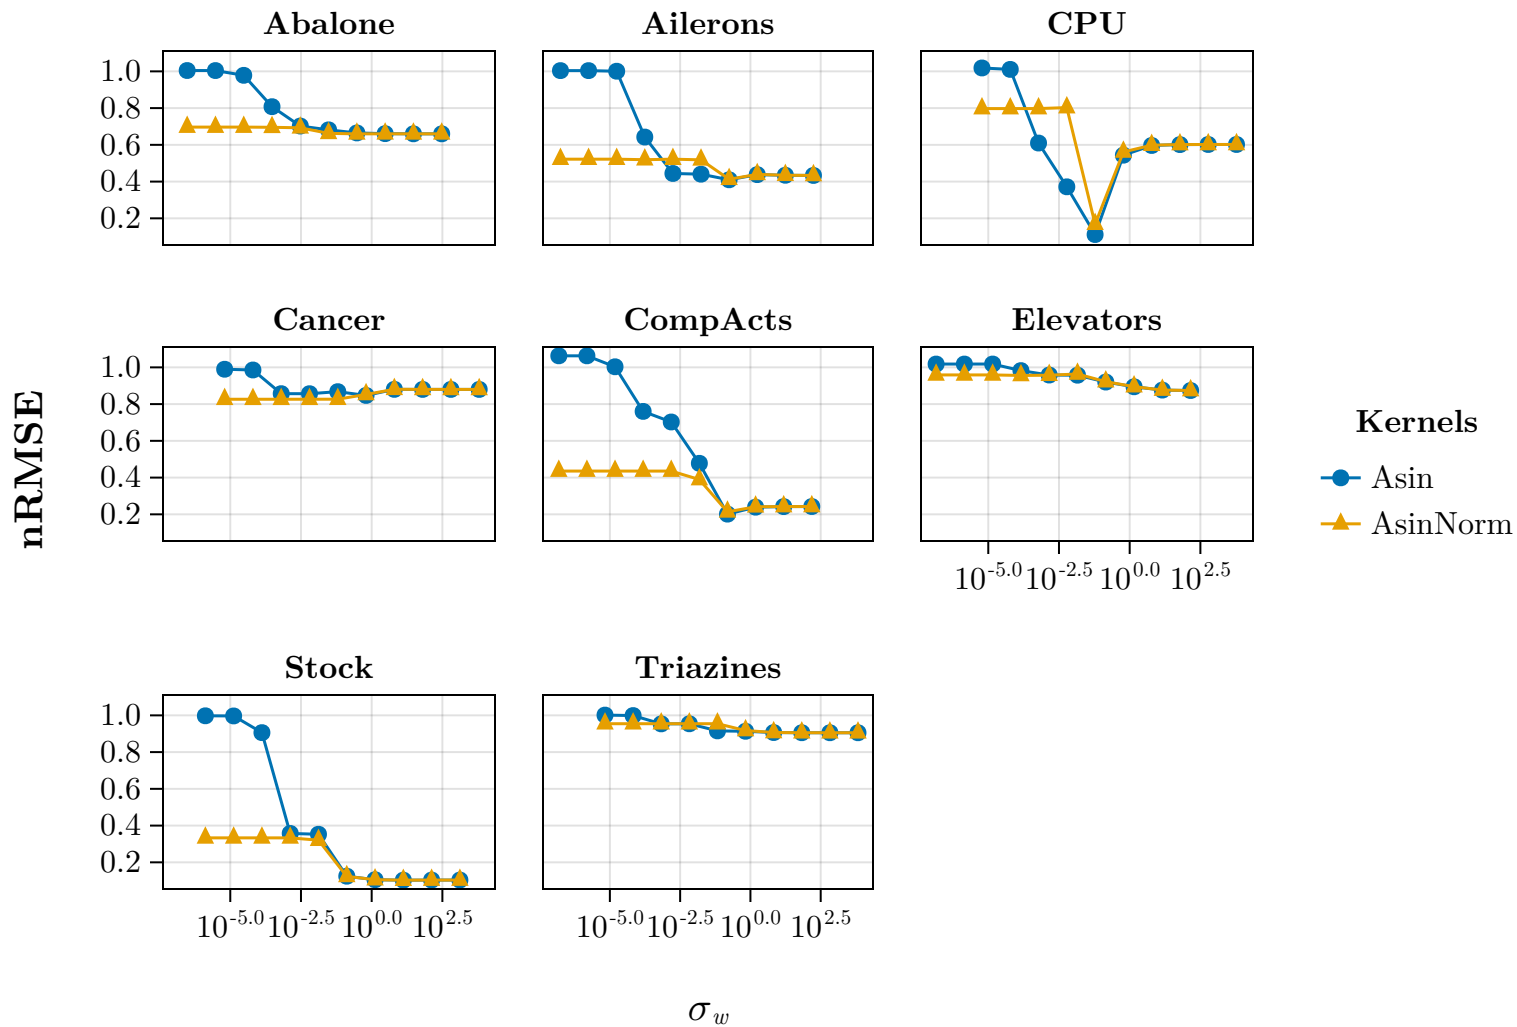 Abalone Ailerons CPU
1.0
0.8
0.6
0.4
0.2
Cancer CompActs Elevators
1.0
0.8
0.6
0.4
0.2
10^-5.0 10^-2.5 10^0.0 10^2.5
nRMSE
Kernels
Asin
AsinNorm
Stock Triazines
1.0
0.8
0.6
0.4
0.2
10^-5.0 10^-2.5 10^0.0 10^2.5 10^-5.0 10^-2.5 10^0.0 10^2.5
σ_w